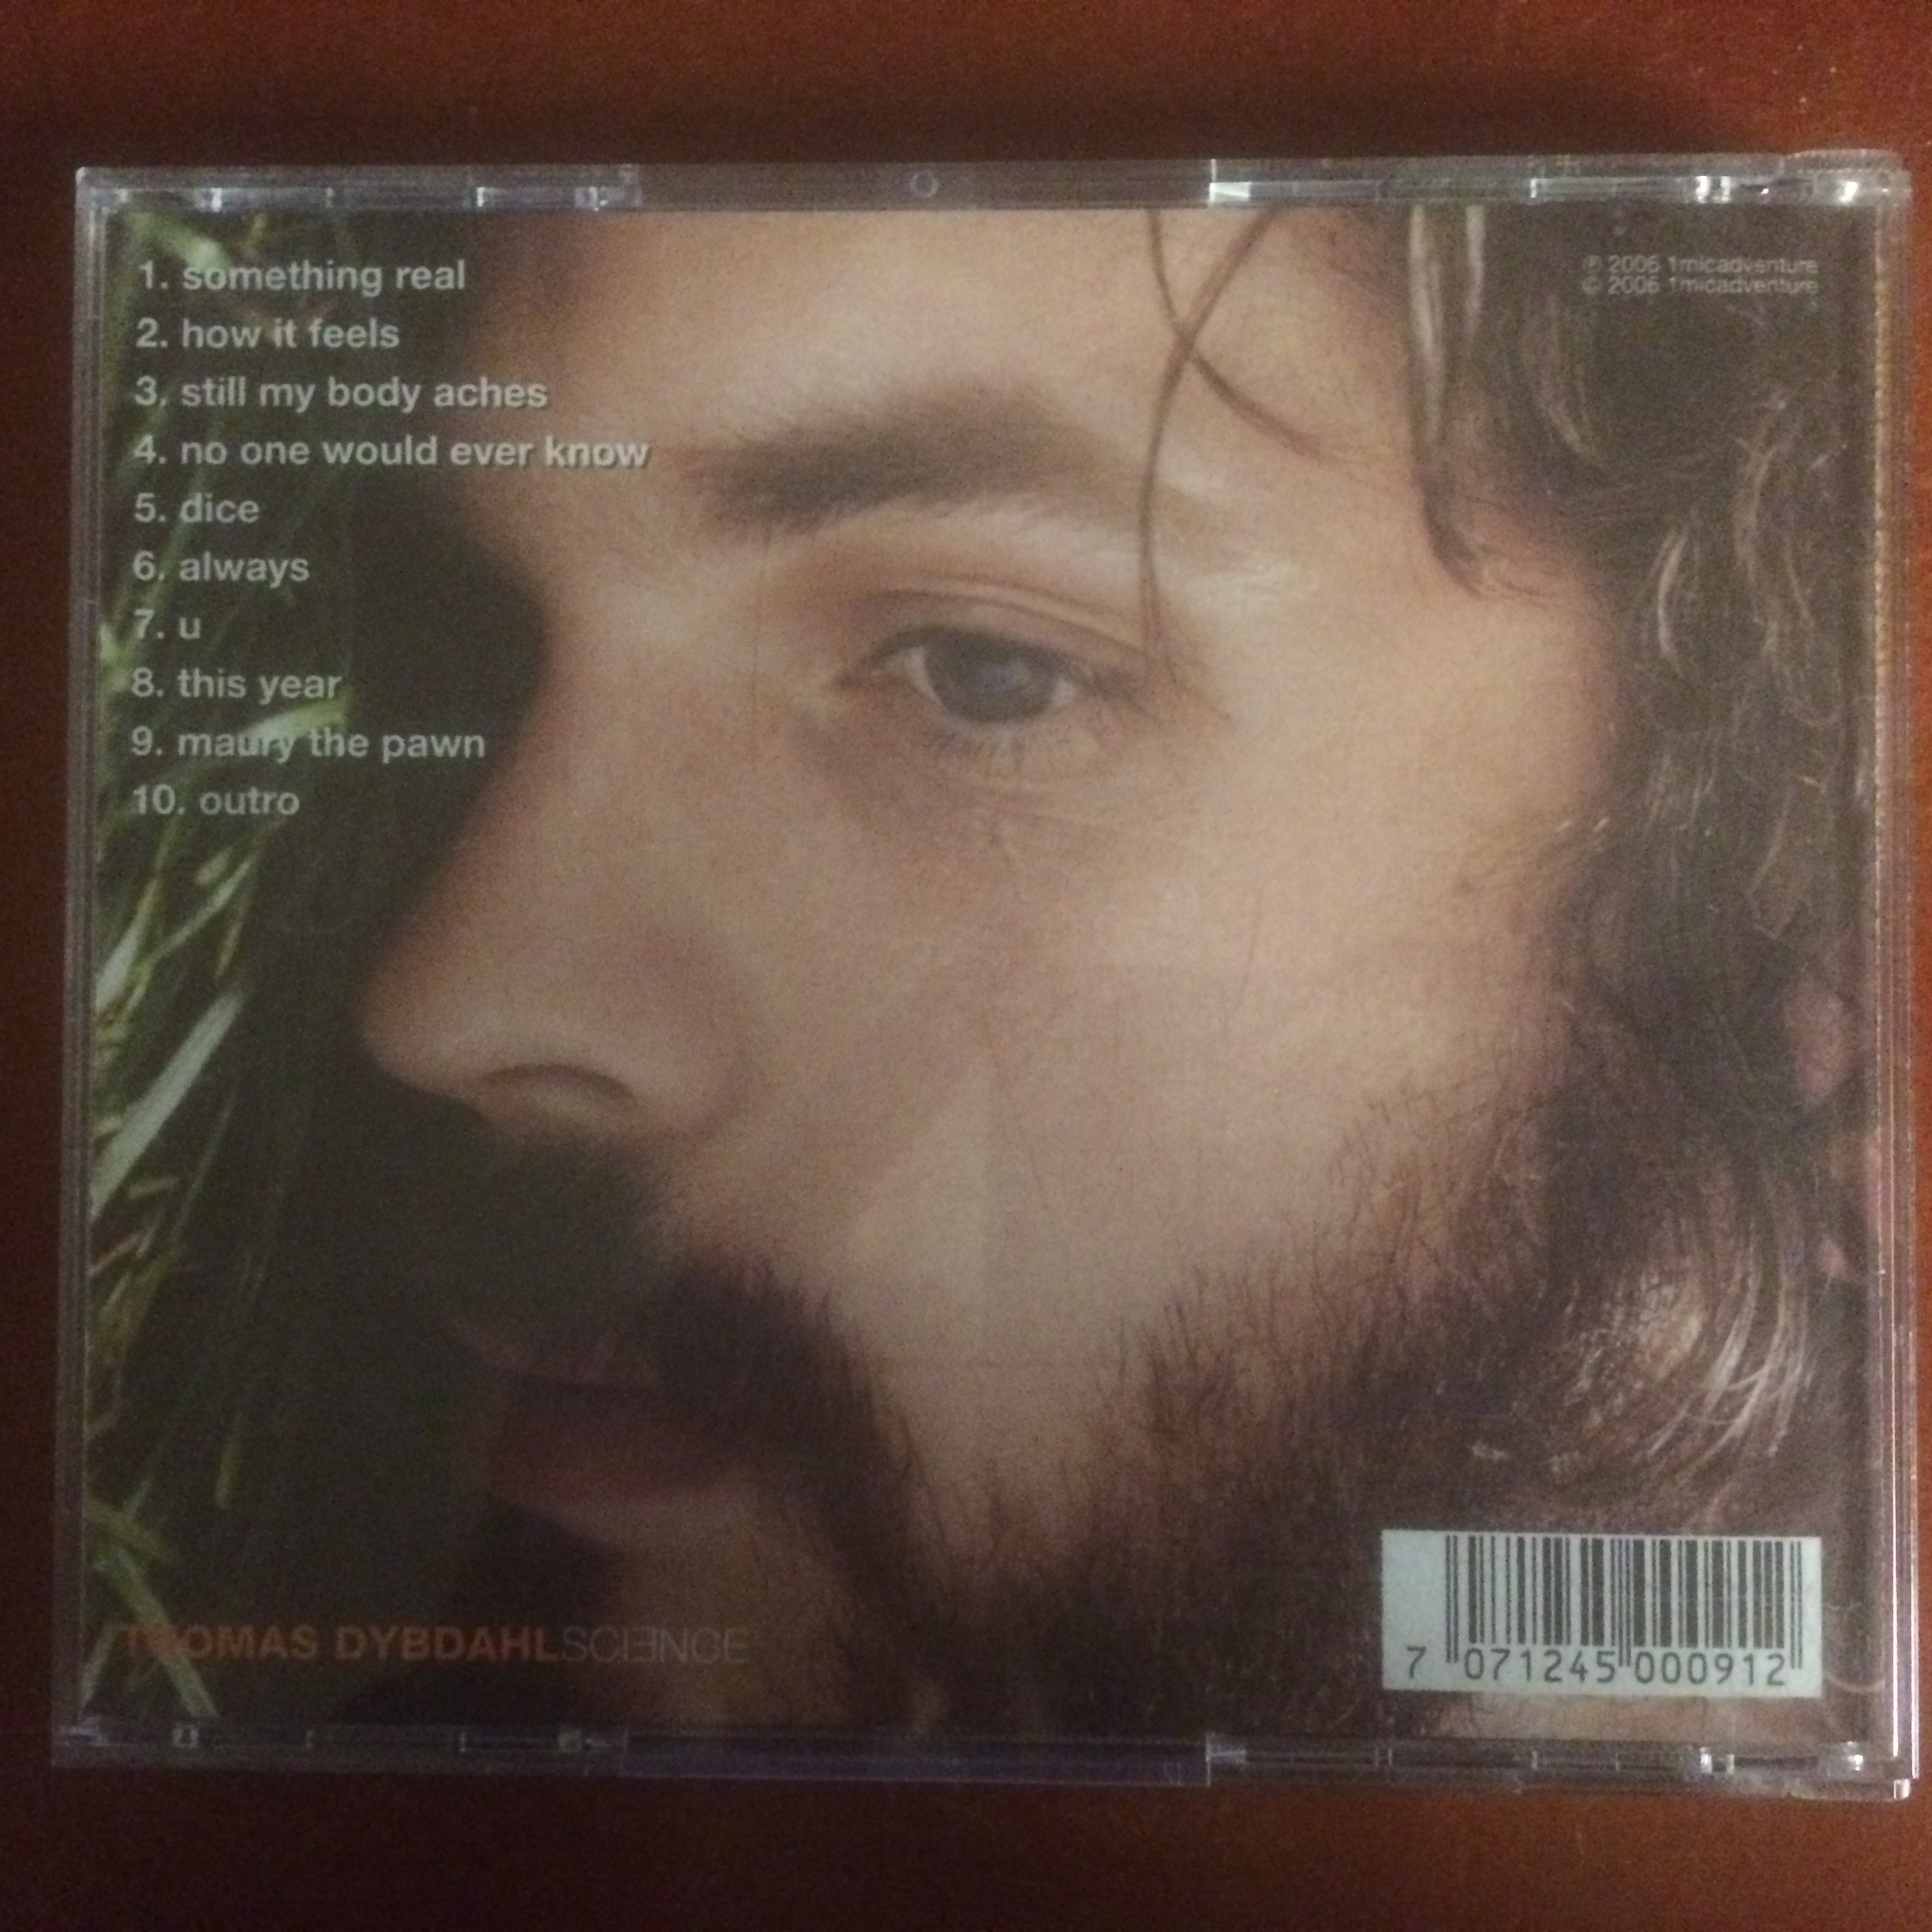 1. something real
2. how it feels
3. still my body aches
4. no one would ever know
5. dice
6. always
7. u
8. this year
9. maury the pawn
10. outro
℗ 2006 1micadventure
© 2006 1micadventure
THOMAS DYBDAHLSCIƎNCE
7 071245 000912